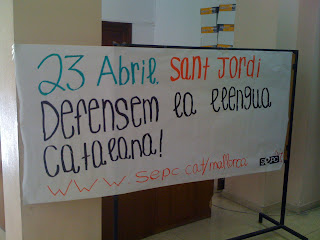 23 Abril. Sant Jordi
Defensem la llengua
catalana!
www.sepc.cat/mallorca
SEPC